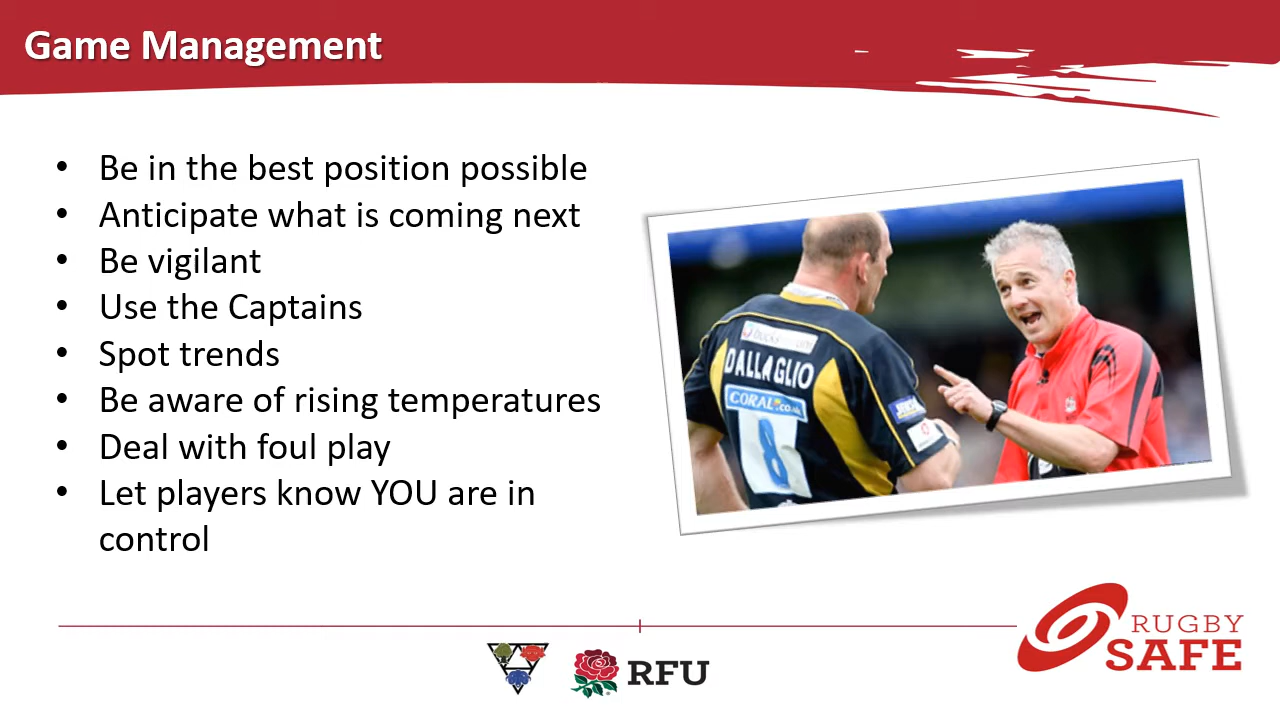 Game Management
• Be in the best position possible
• Anticipate what is coming next
• Be vigilant
• Use the Captains
• Spot trends
• Be aware of rising temperatures
• Deal with foul play
• Let players know YOU are in
control
DALLAGLIO
CORAL.co.uk
8
RFU
RUGBY
SAFE